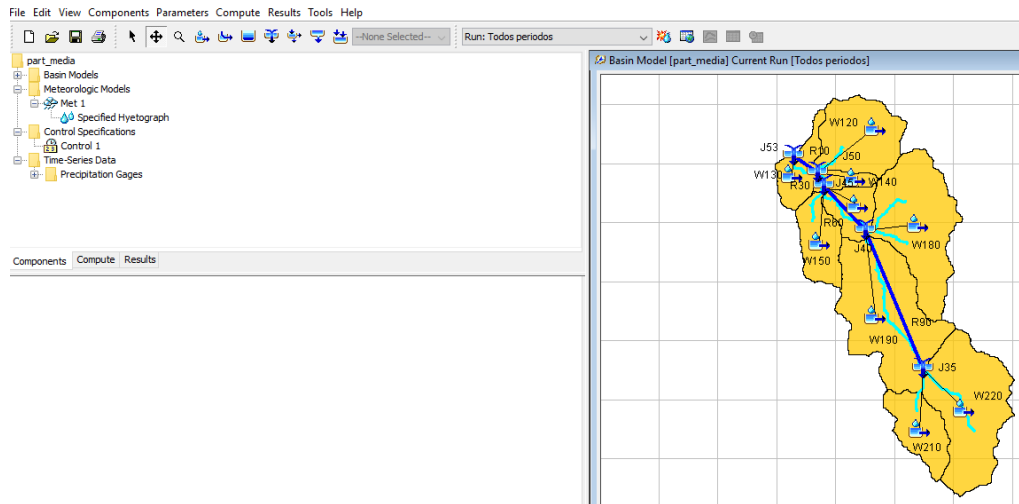 File Edit View Components Parameters Compute Results Tools Help
--None Selected-- Run: Todos periodos
part_media
Basin Models
Meteorologic Models
Met 1
Specified Hyetograph
Control Specifications
Control 1
Time-Series Data
Precipitation Gages
Components Compute Results
Basin Model [part_media] Current Run [Todos periodos]
W120
J53 R10 J50
W130 R30 J45 W140
R60
W150 J40 W180
R90
W190
J35
W220
W210